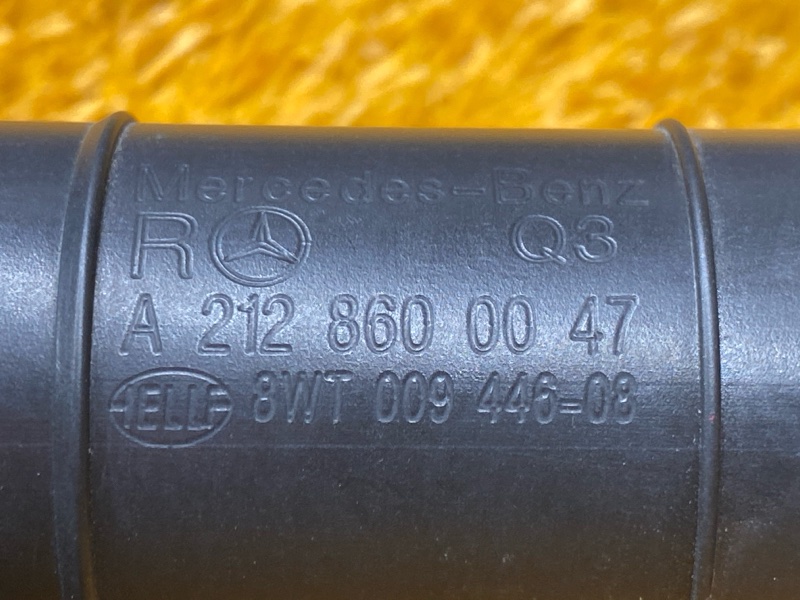 Mercedes-Benz
R Q3
A 212 860 00 47
HELLA 8WT 009 446-08